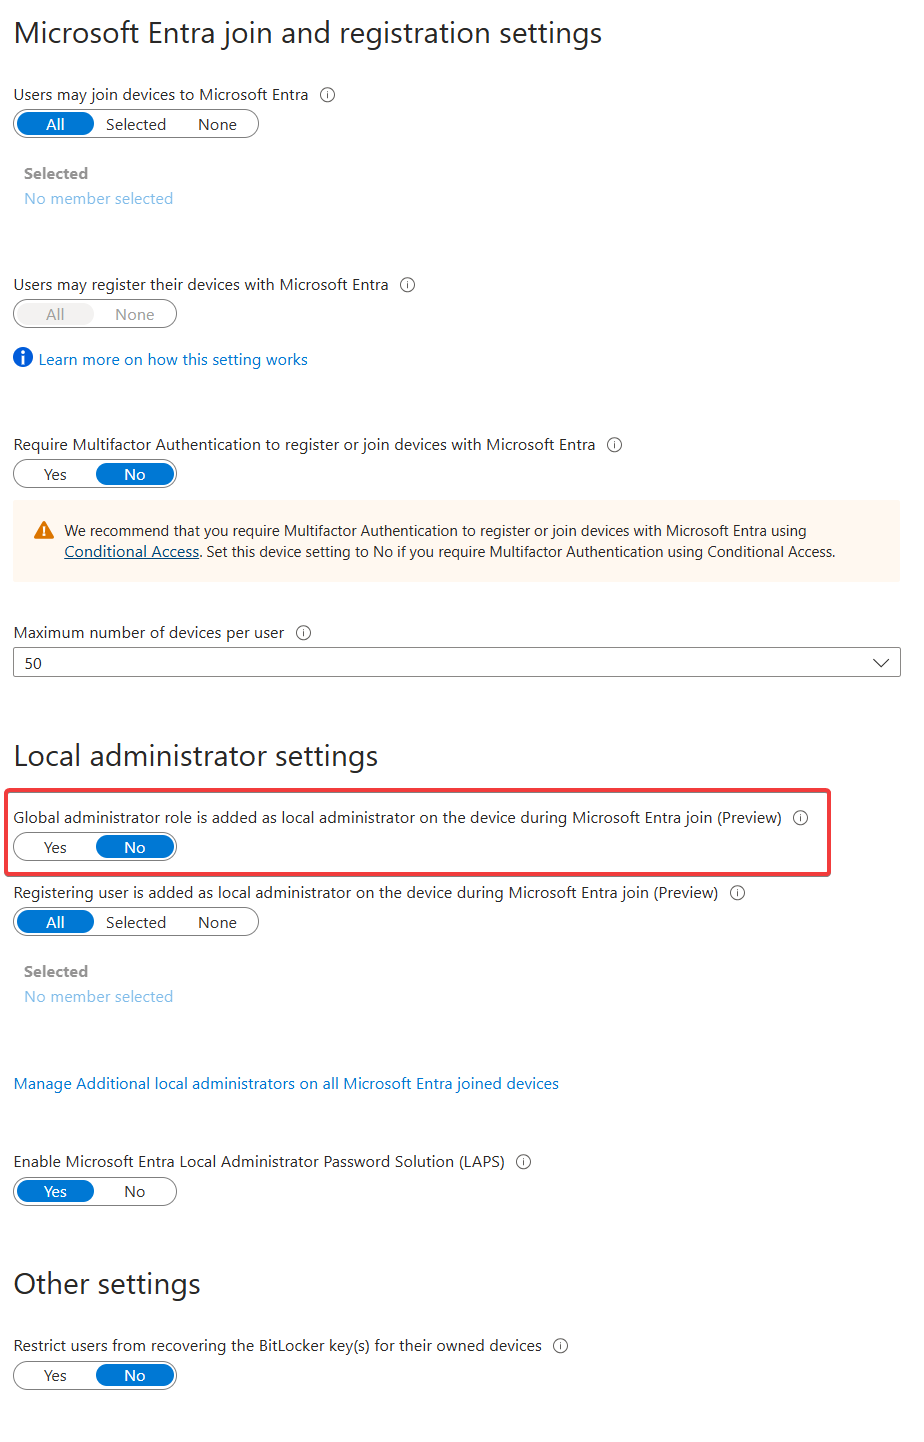 Microsoft Entra join and registration settings
Users may join devices to Microsoft Entra
All Selected None
Selected
No member selected
Users may register their devices with Microsoft Entra
All None
Learn more on how this setting works
Require Multifactor Authentication to register or join devices with Microsoft Entra
Yes No
We recommend that you require Multifactor Authentication to register or join devices with Microsoft Entra using
Conditional Access. Set this device setting to No if you require Multifactor Authentication using Conditional Access.
Maximum number of devices per user
50
Local administrator settings
Global administrator role is added as local administrator on the device during Microsoft Entra join (Preview)
Yes No
Registering user is added as local administrator on the device during Microsoft Entra join (Preview)
All Selected None
Selected
No member selected
Manage Additional local administrators on all Microsoft Entra joined devices
Enable Microsoft Entra Local Administrator Password Solution (LAPS)
Yes No
Other settings
Restrict users from recovering the BitLocker key(s) for their owned devices
Yes No